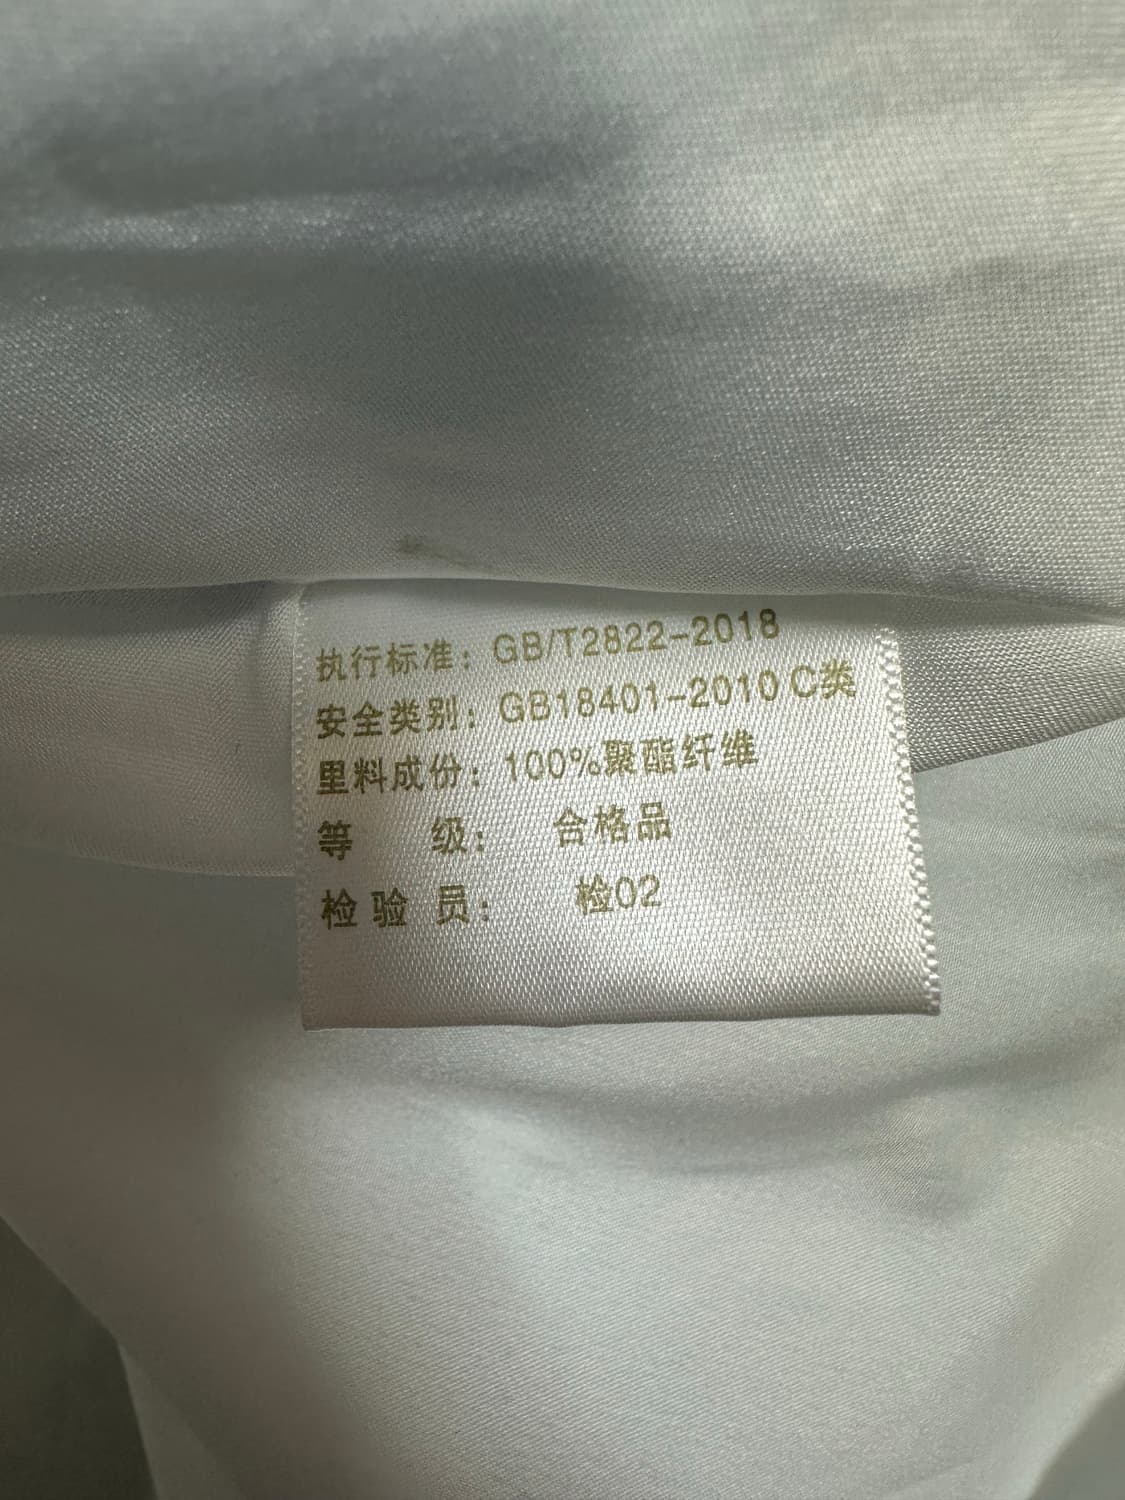 执行标准：GB/T2822-2018
安全类别：GB18401-2010 C类
里料成份：100%聚酯纤维
等 级： 合格品
检 验 员： 检02